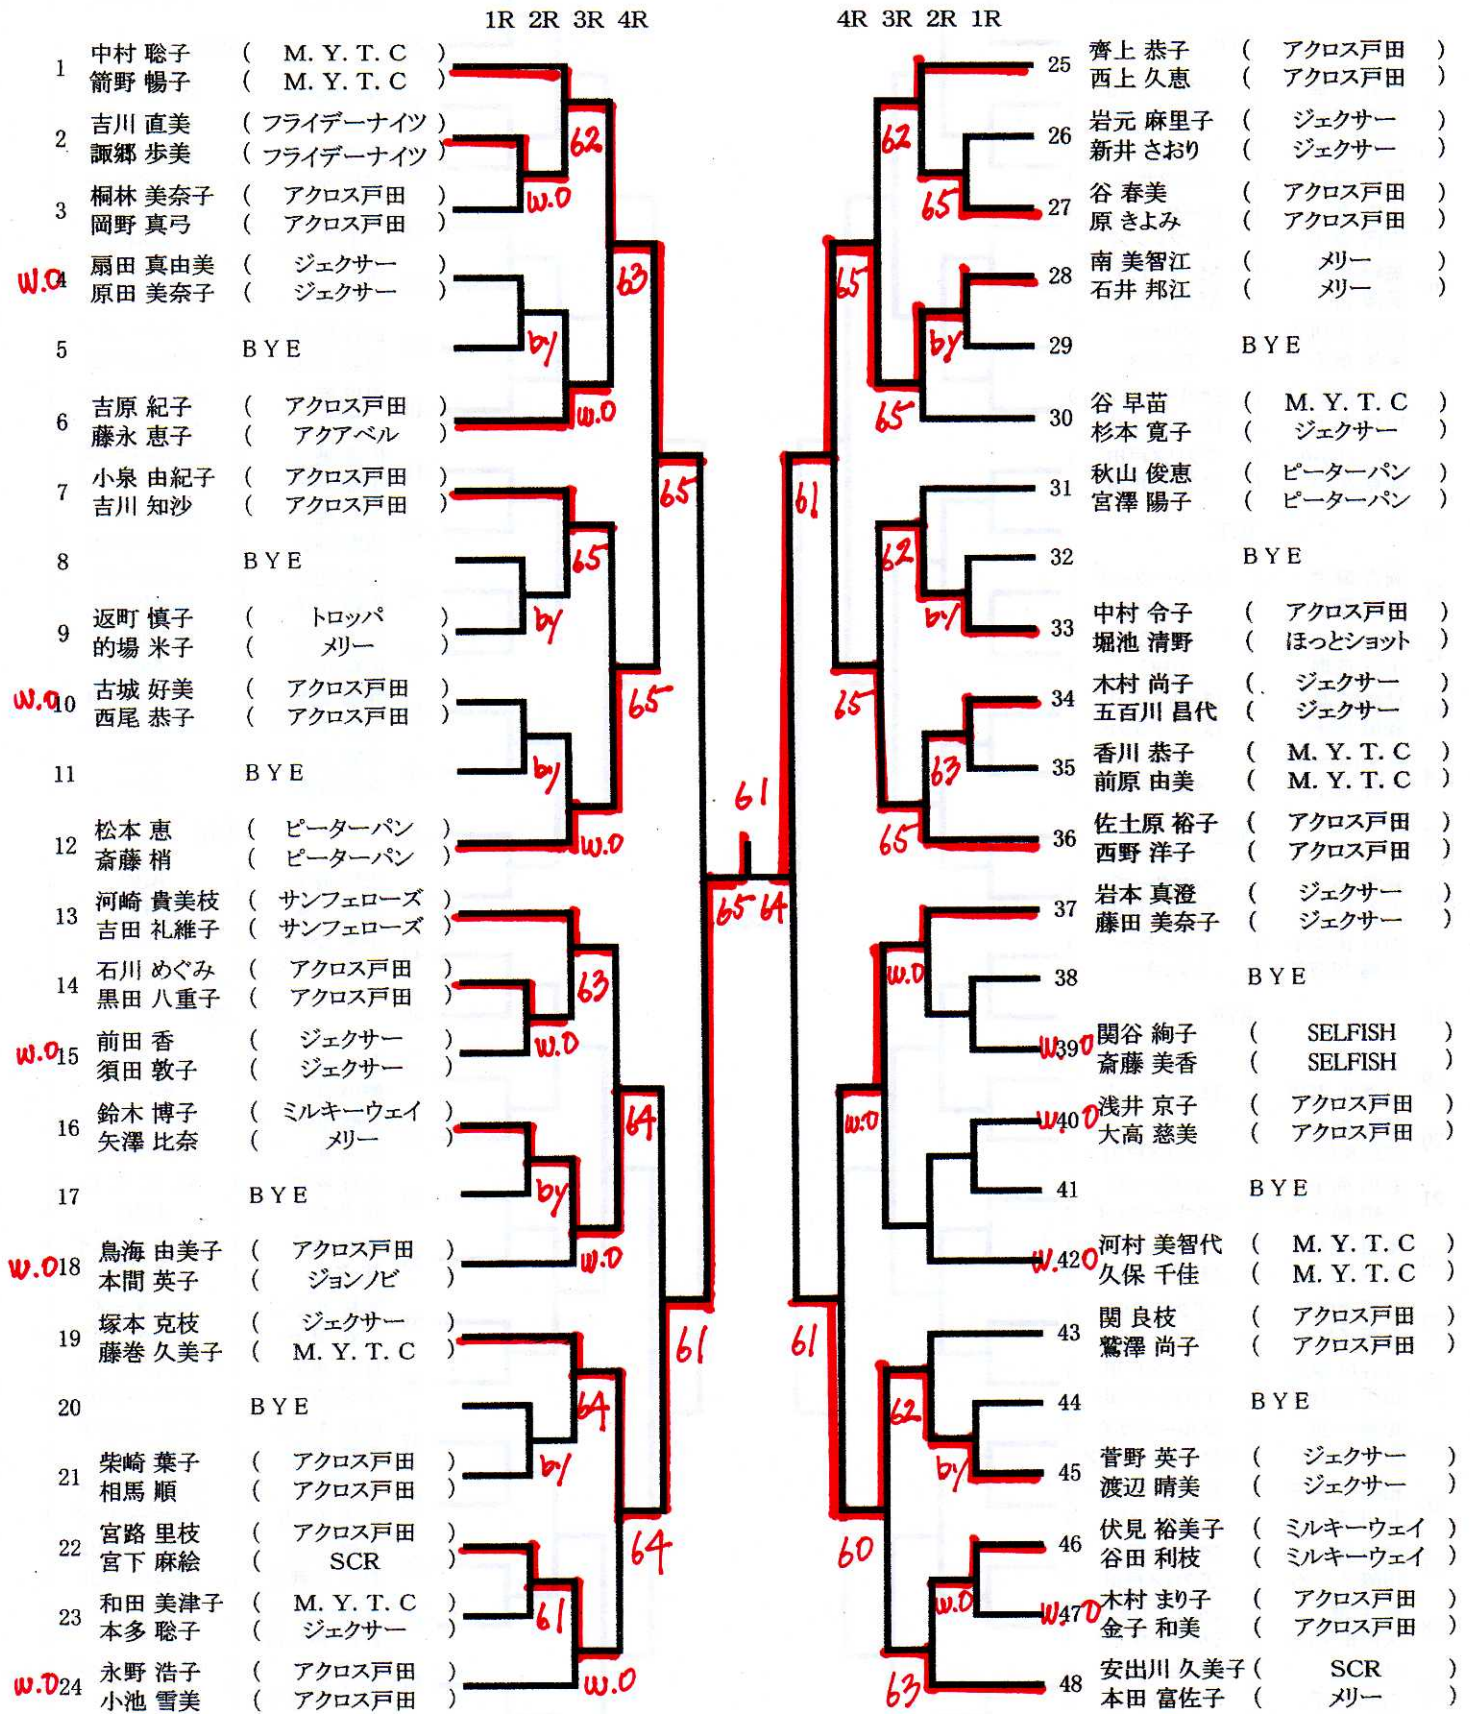 1R 2R 3R 4R
4R 3R 2R 1R
1
中村 聡子 ( M. Y. T. C )
箭野 暢子 ( M. Y. T. C )
2
吉川 直美 ( フライデーナイツ )
諏郷 歩美 ( フライデーナイツ )
3
桐林 美奈子 ( アクロス戸田 )
岡野 真弓 ( アクロス戸田 )
W.O 4
扇田 真由美 ( ジェクサー )
原田 美奈子 ( ジェクサー )
5 BYE
6
吉原 紀子 ( アクロス戸田 )
藤永 恵子 ( アクアベル )
7
小泉 由紀子 ( アクロス戸田 )
吉川 知沙 ( アクロス戸田 )
8 BYE
9
返町 慎子 ( トロッパ )
的場 米子 ( メリー )
W.O 10
古城 好美 ( アクロス戸田 )
西尾 恭子 ( アクロス戸田 )
11 BYE
12
松本 恵 ( ピーターパン )
斎藤 梢 ( ピーターパン )
13
河崎 貴美枝 ( サンフェローズ )
吉田 礼維子 ( サンフェローズ )
14
石川 めぐみ ( アクロス戸田 )
黒田 八重子 ( アクロス戸田 )
W.O 15
前田 香 ( ジェクサー )
須田 敦子 ( ジェクサー )
16
鈴木 博子 ( ミルキーウェイ )
矢澤 比奈 ( メリー )
17 BYE
W.O 18
鳥海 由美子 ( アクロス戸田 )
本間 英子 ( ジョンノビ )
19
塚本 克枝 ( ジェクサー )
藤巻 久美子 ( M. Y. T. C )
20 BYE
21
柴崎 葉子 ( アクロス戸田 )
相馬 順 ( アクロス戸田 )
22
宮路 里枝 ( アクロス戸田 )
宮下 麻絵 ( SCR )
23
和田 美津子 ( M. Y. T. C )
本多 聡子 ( ジェクサー )
W.O 24
永野 浩子 ( アクロス戸田 )
小池 雪美 ( アクロス戸田 )
62
W.O
63
by
W.O
65
65
by
65
by
W.O
63
W.O
64
by
W.O
61
64
by
64
61
W.O
61
65 64
62
65
65
by
65
61
62
by
65
63
65
W.O
W.O
61
62
by
60
W.O
63
25
齊上 恭子 ( アクロス戸田 )
西上 久恵 ( アクロス戸田 )
26
岩元 麻里子 ( ジェクサー )
新井 さおり ( ジェクサー )
27
谷 春美 ( アクロス戸田 )
原 きよみ ( アクロス戸田 )
28
南 美智江 ( メリー )
石井 邦江 ( メリー )
29 BYE
30
谷 早苗 ( M. Y. T. C )
杉本 寛子 ( ジェクサー )
31
秋山 俊恵 ( ピーターパン )
宮澤 陽子 ( ピーターパン )
32 BYE
33
中村 令子 ( アクロス戸田 )
堀池 清野 ( ほっとショット )
34
木村 尚子 ( ジェクサー )
五百川 昌代 ( ジェクサー )
35
香川 恭子 ( M. Y. T. C )
前原 由美 ( M. Y. T. C )
36
佐土原 裕子 ( アクロス戸田 )
西野 洋子 ( アクロス戸田 )
37
岩本 真澄 ( ジェクサー )
藤田 美奈子 ( ジェクサー )
38 BYE
W.39 O
関谷 絢子 ( SELFISH )
斎藤 美香 ( SELFISH )
W.40 O
浅井 京子 ( アクロス戸田 )
大高 慈美 ( アクロス戸田 )
41 BYE
W.42 O
河村 美智代 ( M. Y. T. C )
久保 千佳 ( M. Y. T. C )
43
関 良枝 ( アクロス戸田 )
鷲澤 尚子 ( アクロス戸田 )
44 BYE
45
菅野 英子 ( ジェクサー )
渡辺 晴美 ( ジェクサー )
46
伏見 裕美子 ( ミルキーウェイ )
谷田 利枝 ( ミルキーウェイ )
W.47 O
木村 まり子 ( アクロス戸田 )
金子 和美 ( アクロス戸田 )
48
安出川 久美子 ( SCR )
本田 富佐子 ( メリー )